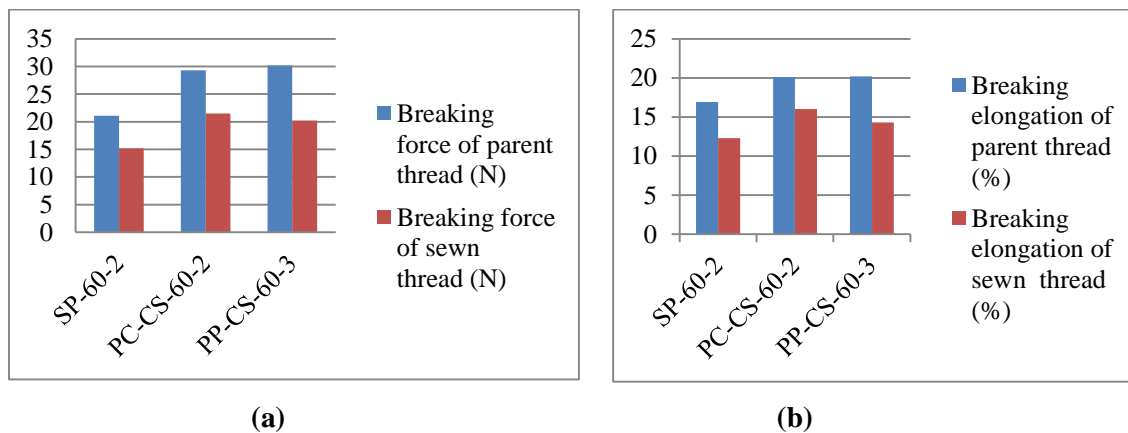 35
30
25
20
15
10
5
0
SP-60-2
PC-CS-60-2
PP-CS-60-3
Breaking
force of parent
thread (N)
Breaking force
of sewn
thread (N)
(a)
25
20
15
10
5
0
SP-60-2
PC-CS-60-2
PP-CS-60-3
Breaking
elongation of
parent thread
(%)
Breaking
elongation of
sewn thread
(%)
(b)